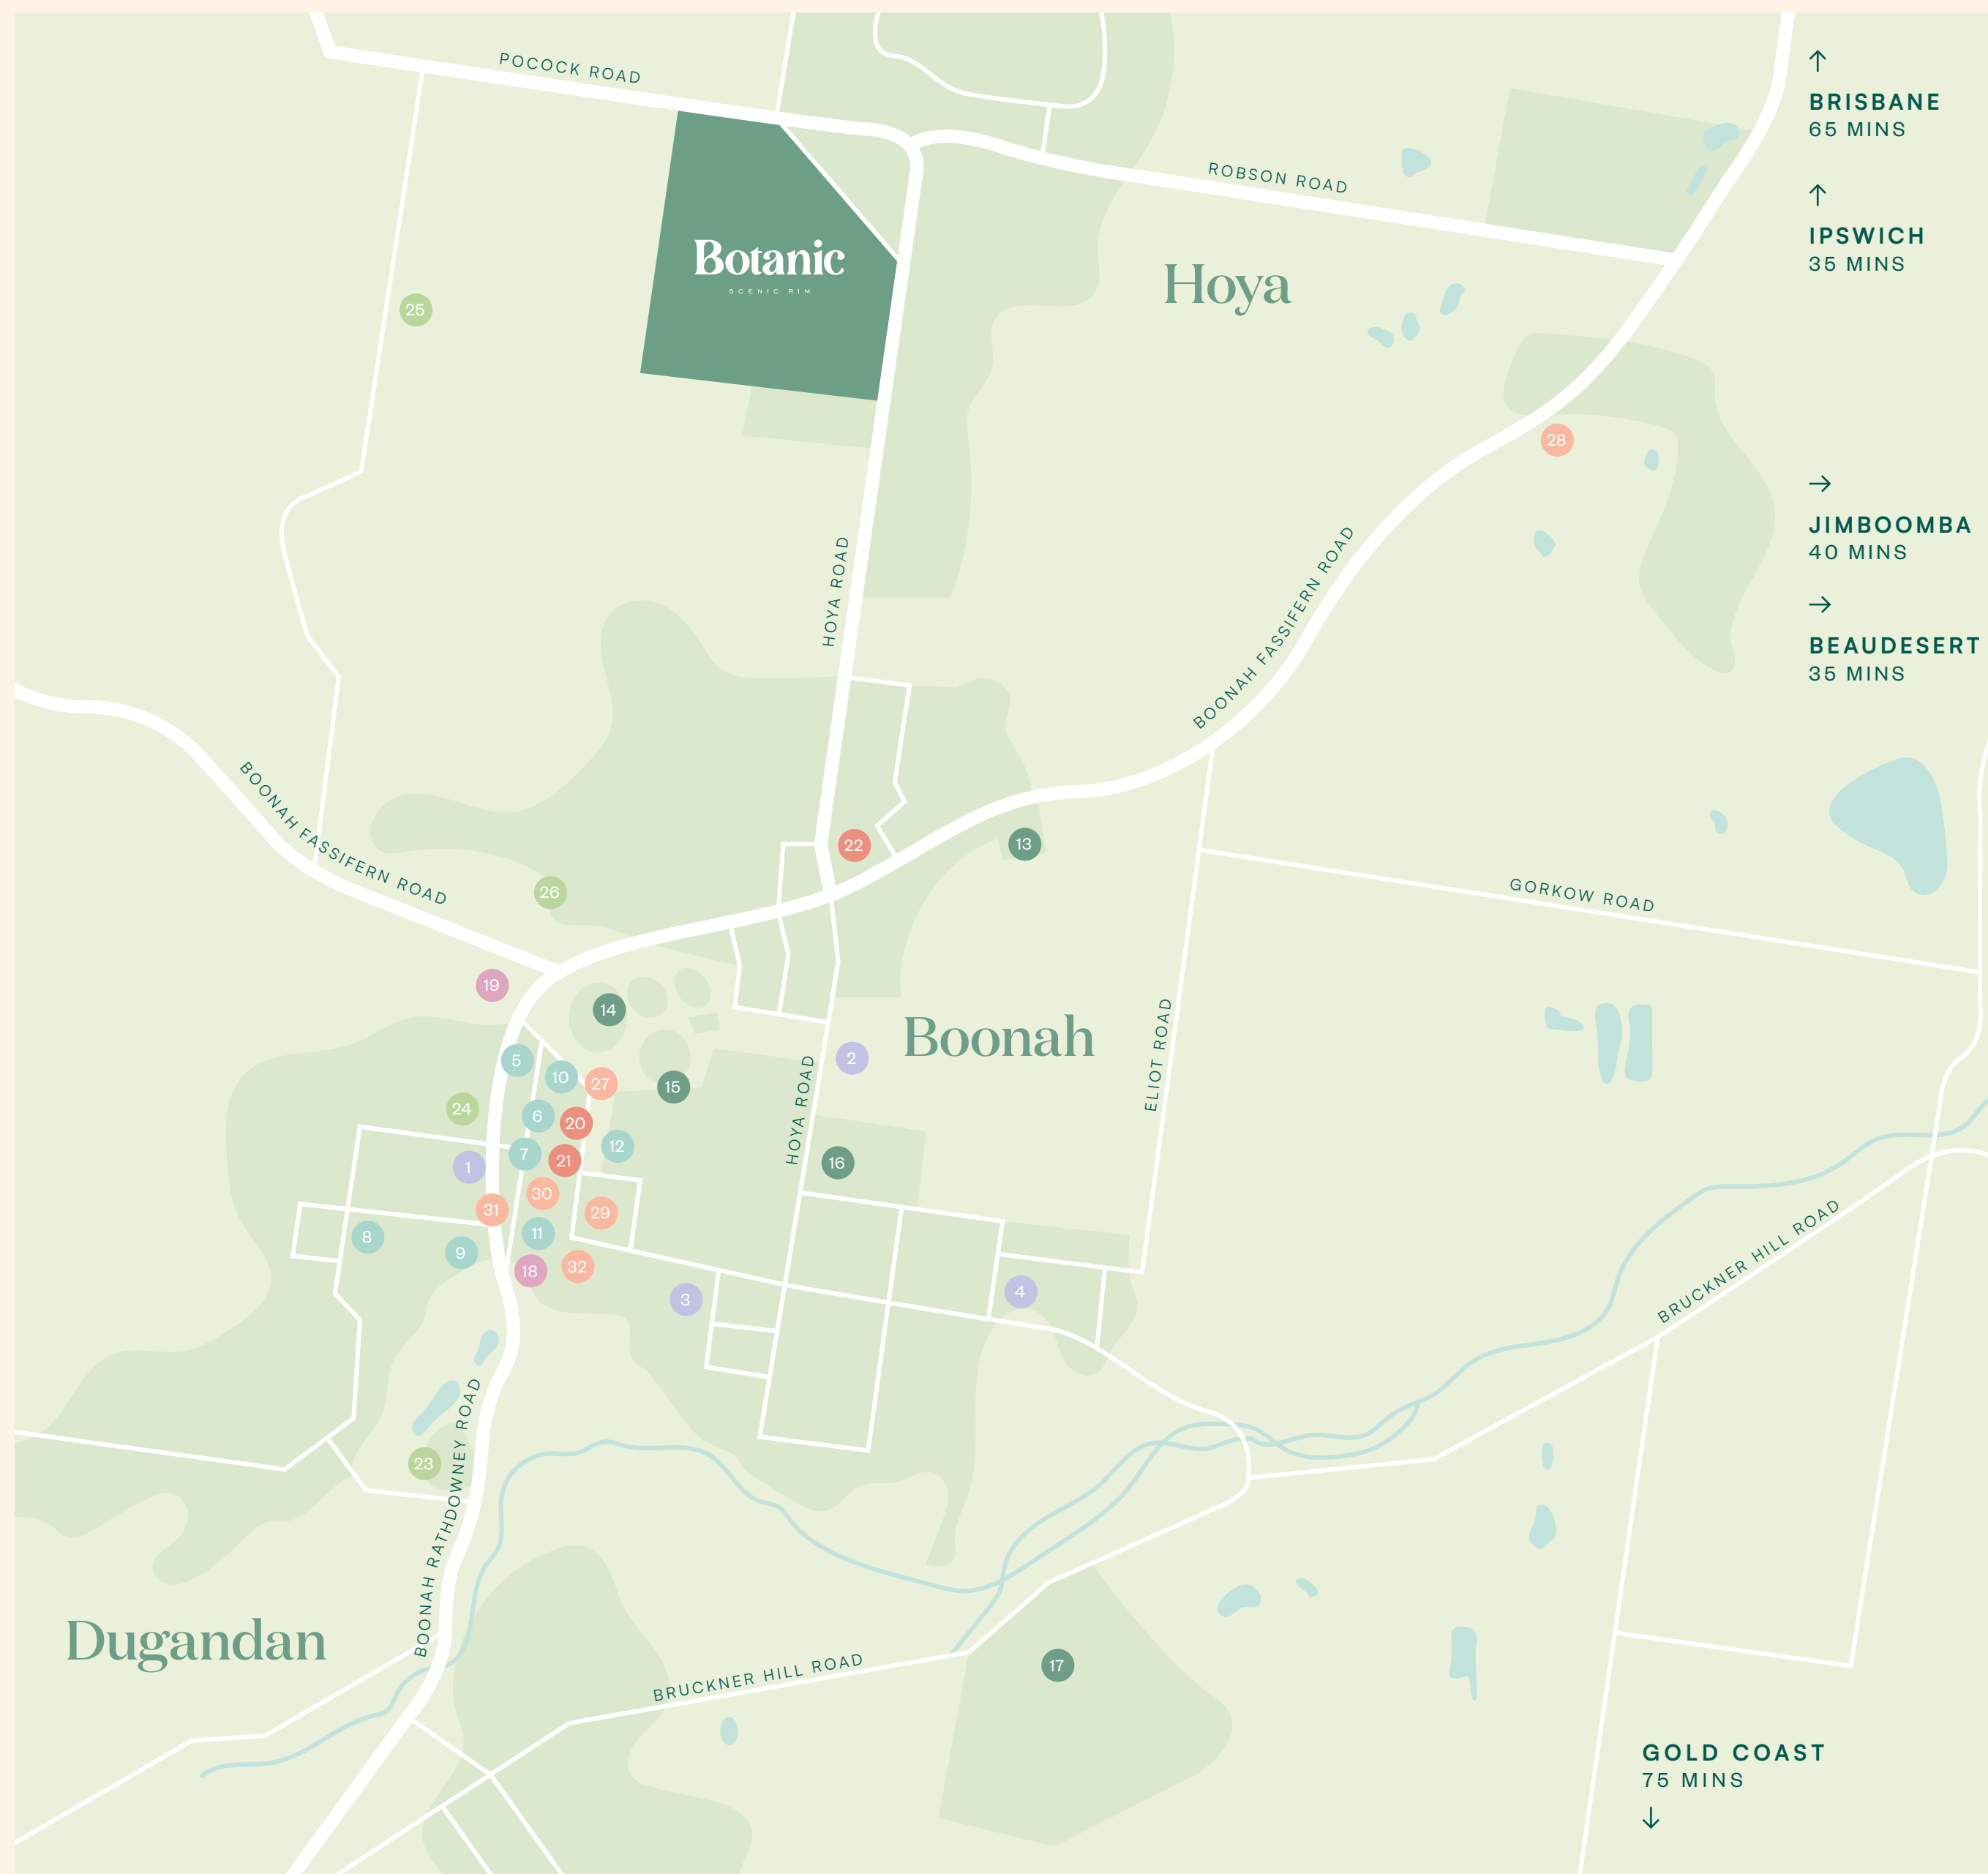 POCOCK ROAD
BRISBANE
65 MINS
ROBSON ROAD
IPSWICH
35 MINS
Botanic
SCENIC RIM
Hoya
25
28
JIMBOOMBA
40 MINS
HOYA ROAD
BOONAH FASSIFERN ROAD
BEAUDESERT
35 MINS
BOONAH FASSIFERN ROAD
22
13
26
GORKOW ROAD
19
14
Boonah
2
ELIOT ROAD
5
10
27
15
HOYA ROAD
24
6
20
12
7
21
16
1
30
31
29
8
11
9
18
32
3
4
BRUCKNER HILL ROAD
BOONAH RATHDOWNEY ROAD
23
Dugandan
BRUCKNER HILL ROAD
17
GOLD COAST
75 MINS